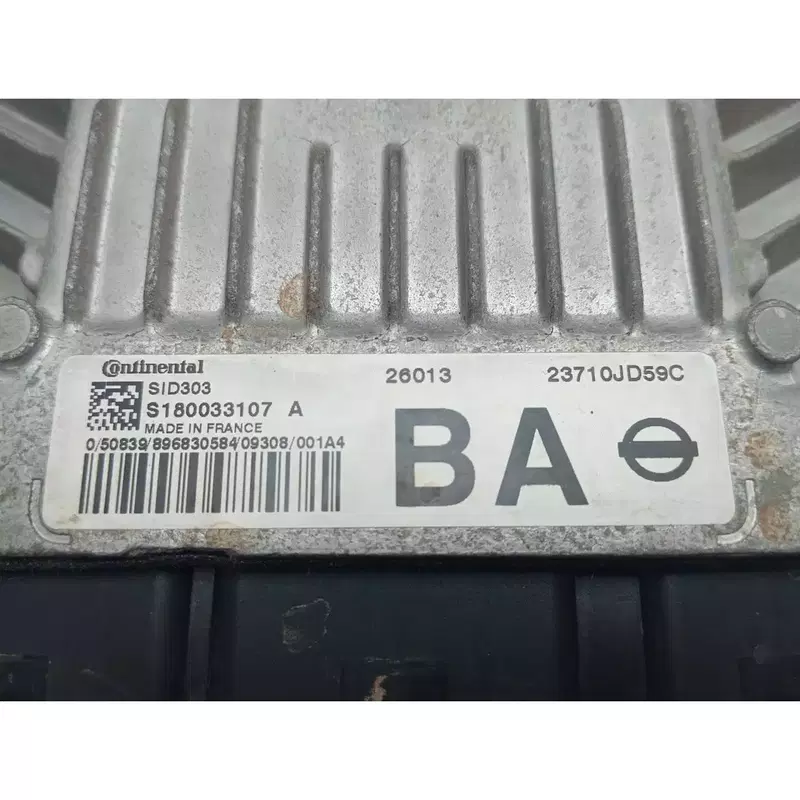 Continental
SID303
S180033107 A
MADE IN FRANCE
0/50839/896830584/09308/001A4
26013 23710JD59C
BA